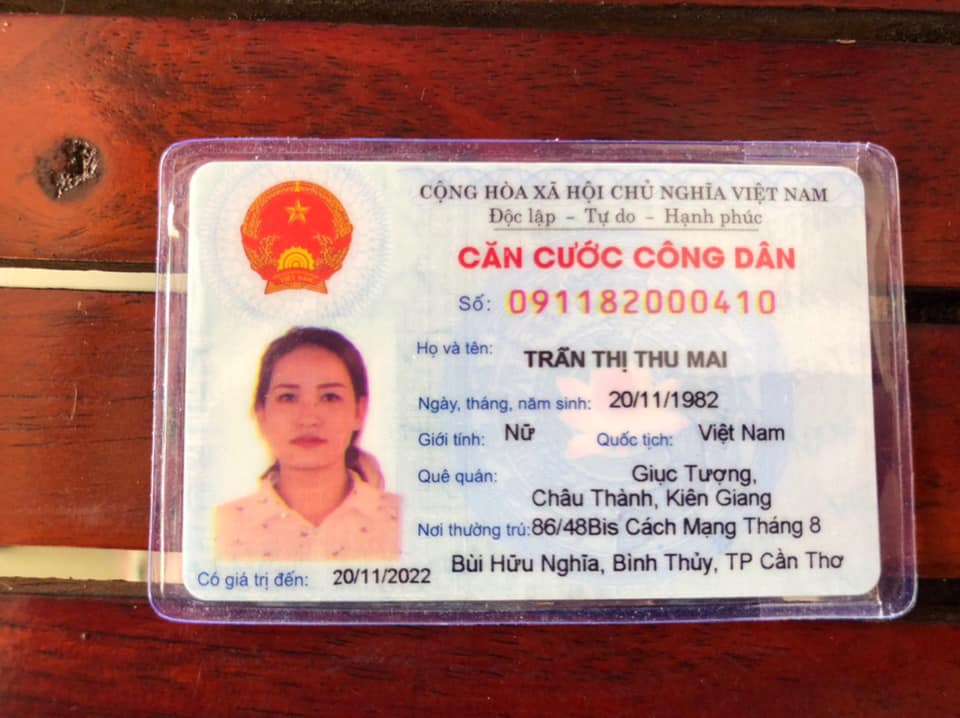 CỘNG HÒA XÃ HỘI CHỦ NGHĨA VIỆT NAM
Độc lập - Tự do - Hạnh phúc
CĂN CƯỚC CÔNG DÂN
Số: 091182000410
Họ và tên: TRẦN THỊ THU MAI
Ngày, tháng, năm sinh: 20/11/1982
Giới tính: Nữ Quốc tịch: Việt Nam
Quê quán: Giục Tượng,
Châu Thành, Kiên Giang
Nơi thường trú: 86/48Bis Cách Mạng Tháng 8
Bùi Hữu Nghĩa, Bình Thủy, TP Cần Thơ
Có giá trị đến: 20/11/2022